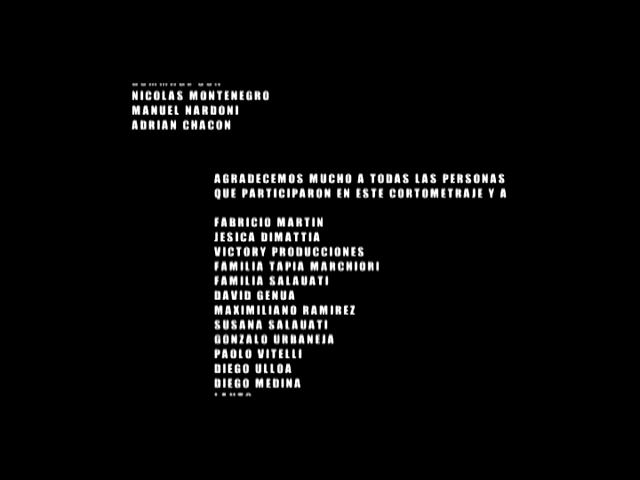 NICOLAS MONTENEGRO
MANUEL NARDONI
ADRIAN CHACON
AGRADECEMOS MUCHO A TODAS LAS PERSONAS
QUE PARTICIPARON EN ESTE CORTOMETRAJE Y A
FABRICIO MARTIN
JESICA DIMATTIA
VICTORY PRODUCCIONES
FAMILIA TAPIA MARCHIORI
FAMILIA SALAUATI
DAVID GENUA
MAXIMILIANO RAMIREZ
SUSANA SALAUATI
GONZALO URBANEJA
PAOLO VITELLI
DIEGO ULLOA
DIEGO MEDINA